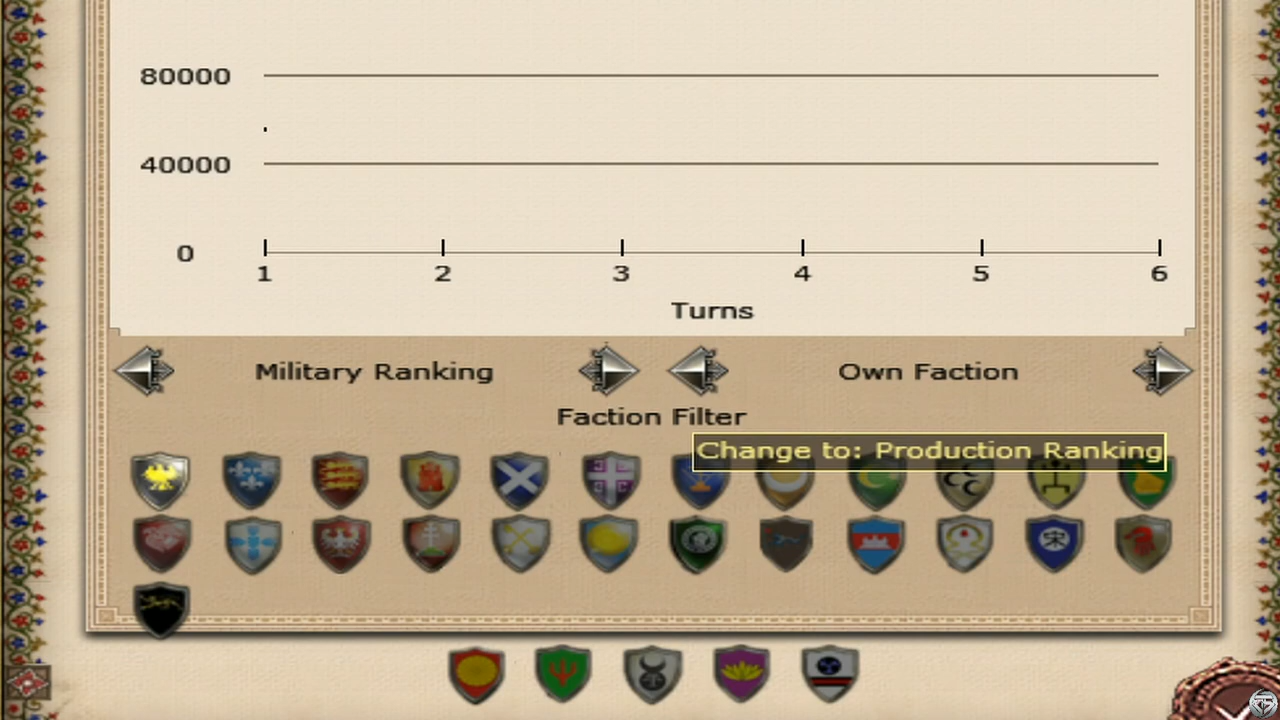 80000
40000
0
1 2 3 4 5 6
Turns
Military Ranking Own Faction
Faction Filter
Change to: Production Ranking